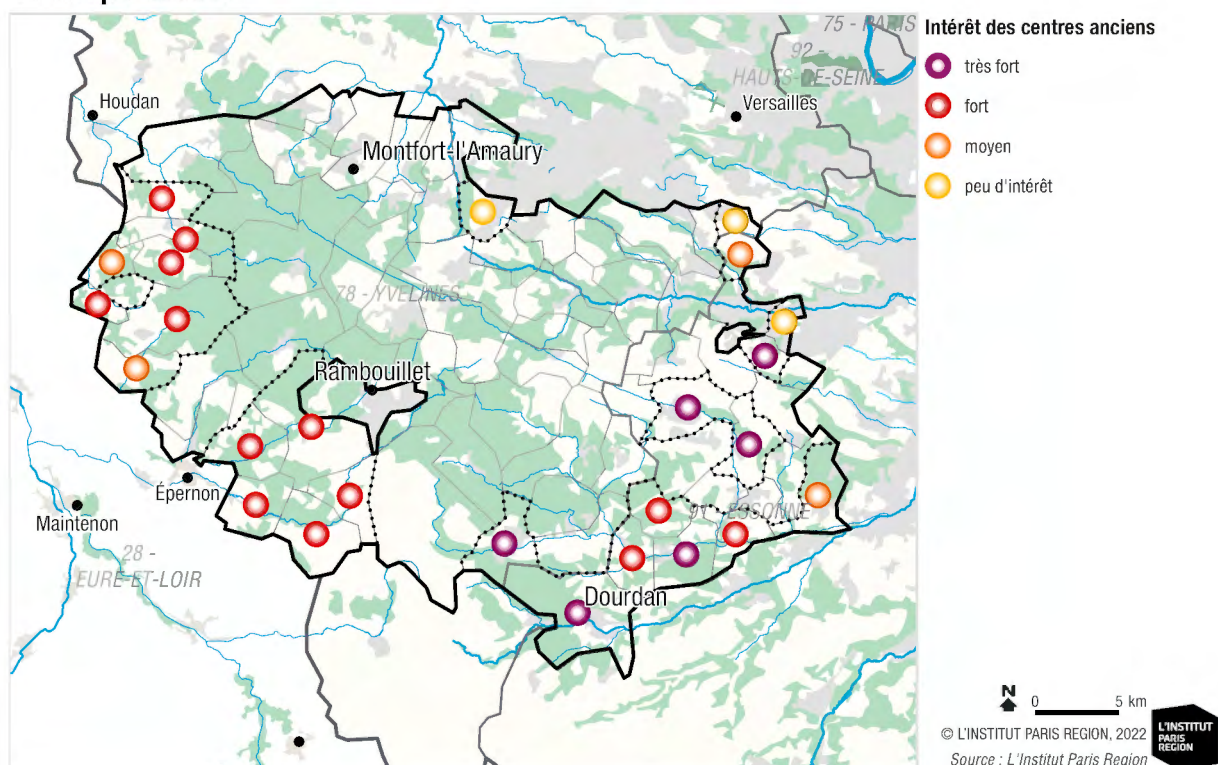 75 - PARIS
92 -
HAUTS-DE-SEINE
Versailles
Houdan
Montfort-l'Amaury
78 - YVELINES
Rambouillet
Épernon
Maintenon
28 -
EURE-ET-LOIR
91 - ESSONNE
Dourdan
Intérêt des centres anciens
très fort
fort
moyen
peu d'intérêt
N
0 5 km
© L'INSTITUT PARIS REGION, 2022
Source : L'Institut Paris Region
L'INSTITUT
PARIS
REGION